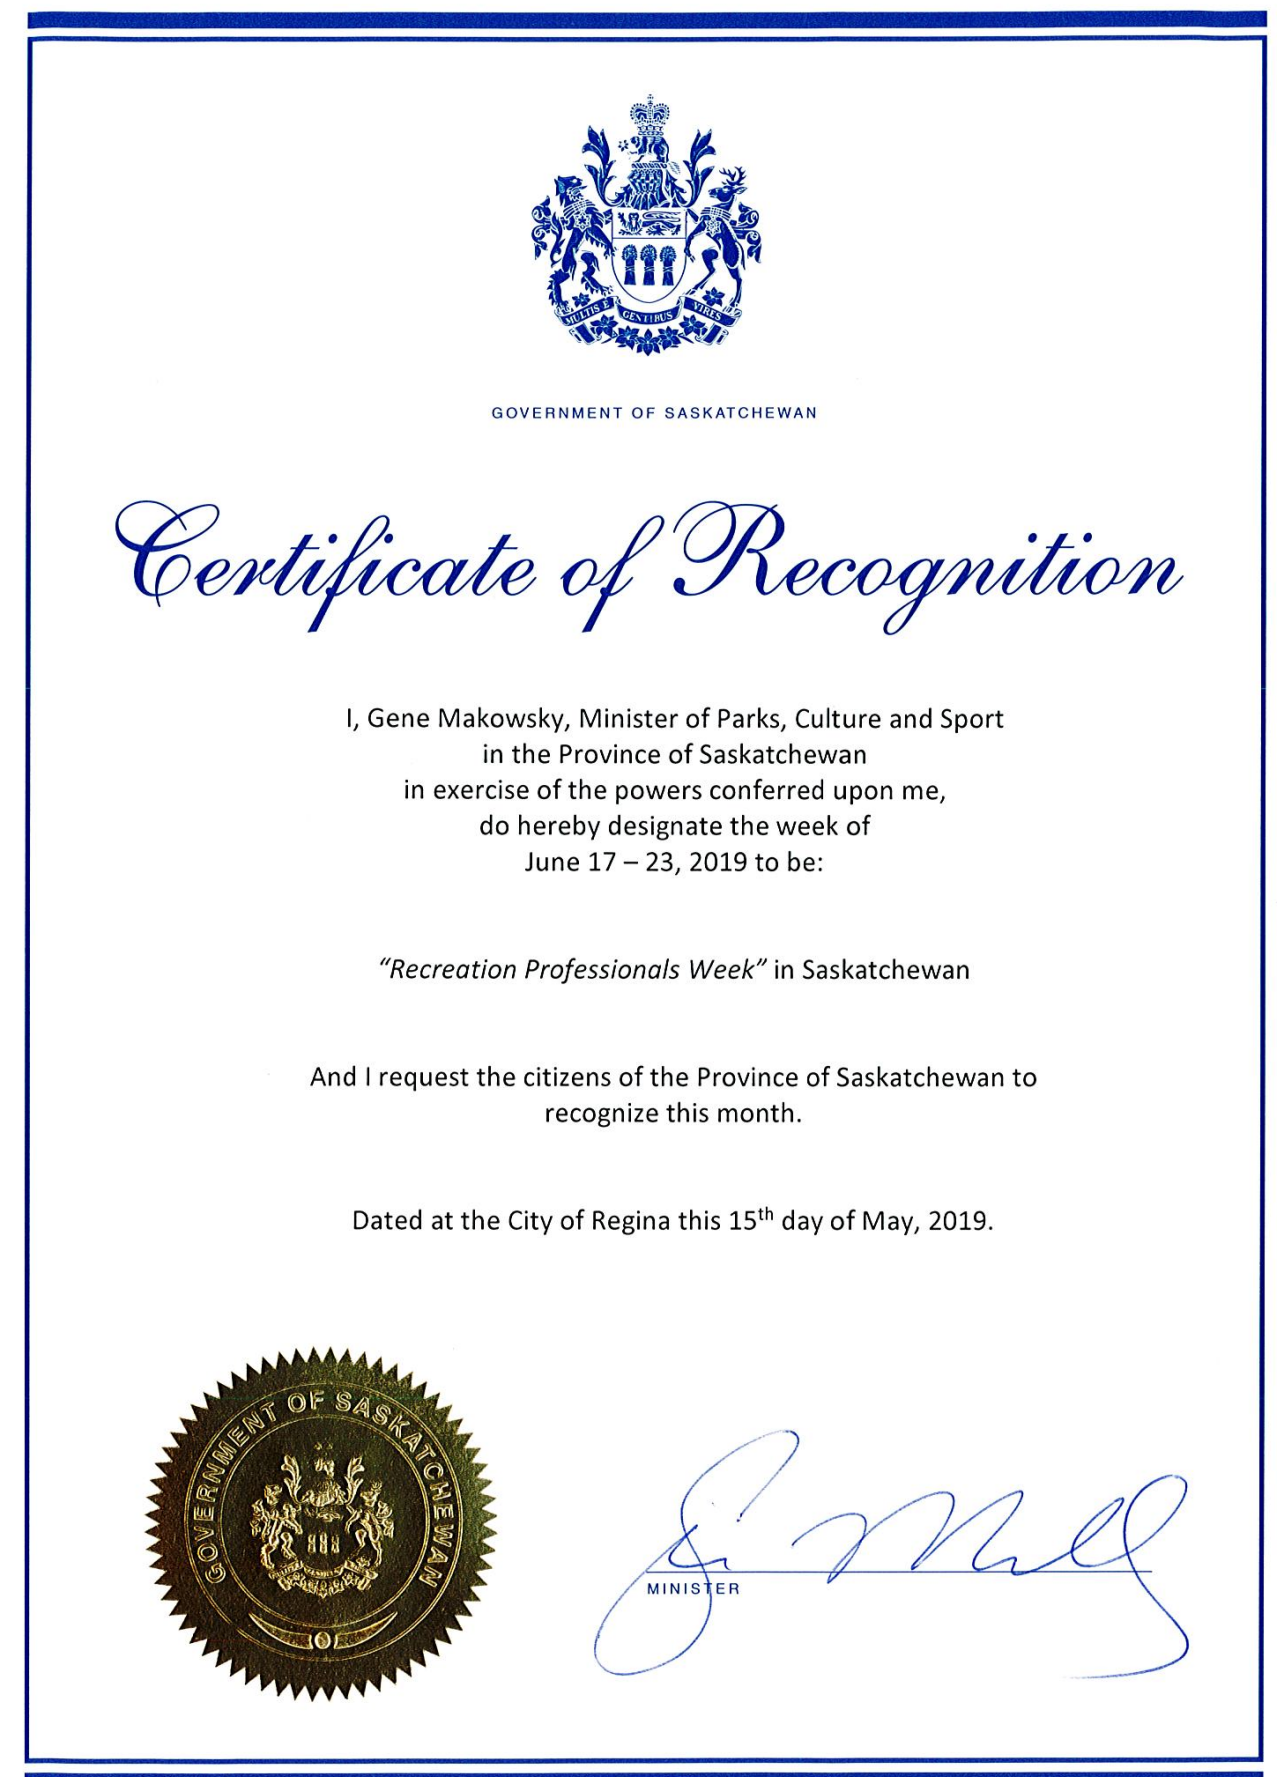 MULTIS E GENTIBUS VIRES
GOVERNMENT OF SASKATCHEWAN
Certificate of Recognition
I, Gene Makowsky, Minister of Parks, Culture and Sport
in the Province of Saskatchewan
in exercise of the powers conferred upon me,
do hereby designate the week of
June 17 – 23, 2019 to be:
“Recreation Professionals Week” in Saskatchewan
And I request the citizens of the Province of Saskatchewan to
recognize this month.
Dated at the City of Regina this 15th day of May, 2019.
GOVERNMENT OF SASKATCHEWAN
MINISTER